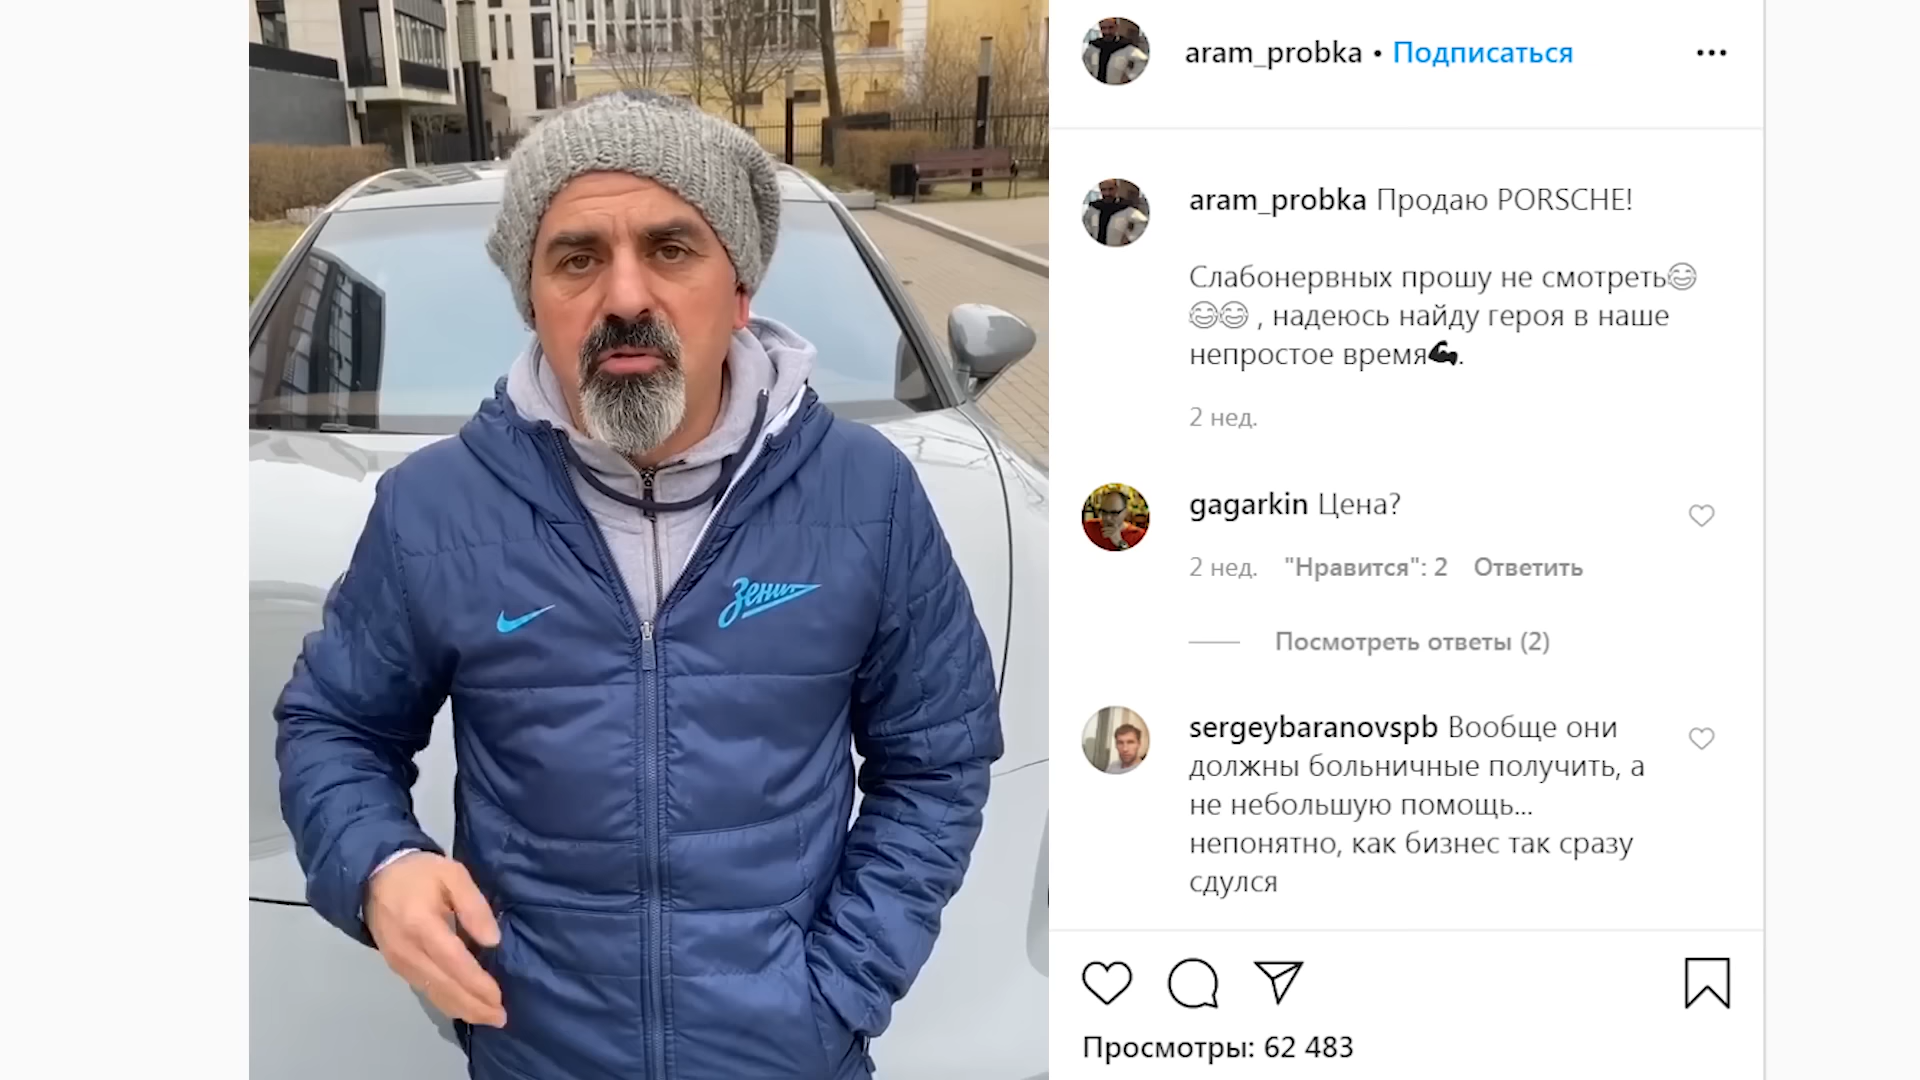 aram_probka • Подписаться
aram_probka Продаю PORSCHE!
Слабонервных прошу не смотреть😂
😂😂 , надеюсь найду героя в наше
непростое время💪.
2 нед.
gagarkin Цена?
2 нед. "Нравится": 2 Ответить
Посмотреть ответы (2)
sergeybaranovspb Вообще они
должны больничные получить, а
не небольшую помощь...
непонятно, как бизнес так сразу
сдулся
Просмотры: 62 483
Зенит